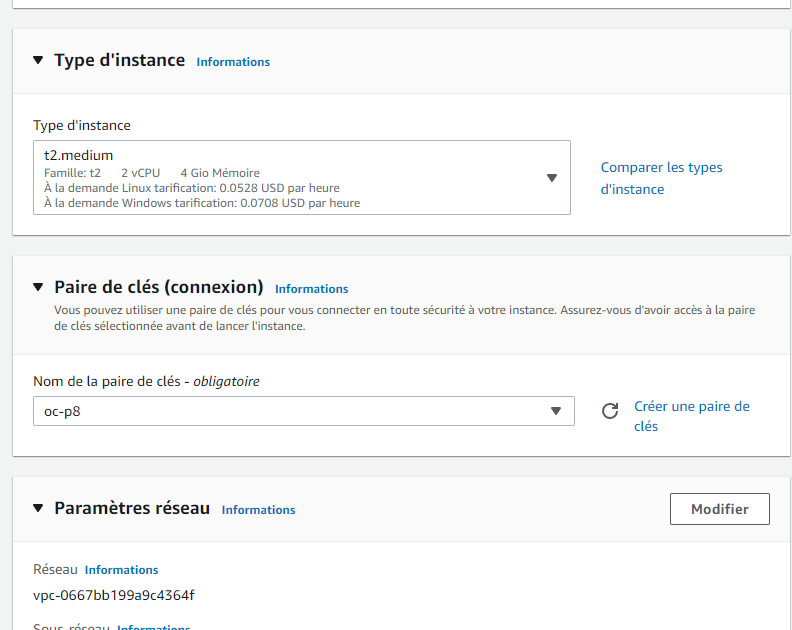 Type d'instance Informations
Type d'instance
t2.medium
Famille: t2 2 vCPU 4 Gio Mémoire
À la demande Linux tarification: 0.0528 USD par heure
À la demande Windows tarification: 0.0708 USD par heure
Comparer les types
d'instance
Paire de clés (connexion) Informations
Vous pouvez utiliser une paire de clés pour vous connecter en toute sécurité à votre instance. Assurez-vous d'avoir accès à la paire
de clés sélectionnée avant de lancer l'instance.
Nom de la paire de clés - obligatoire
oc-p8
Créer une paire de
clés
Paramètres réseau Informations
Modifier
Réseau Informations
vpc-0667bb199a9c4364f
Sous-réseau Informations